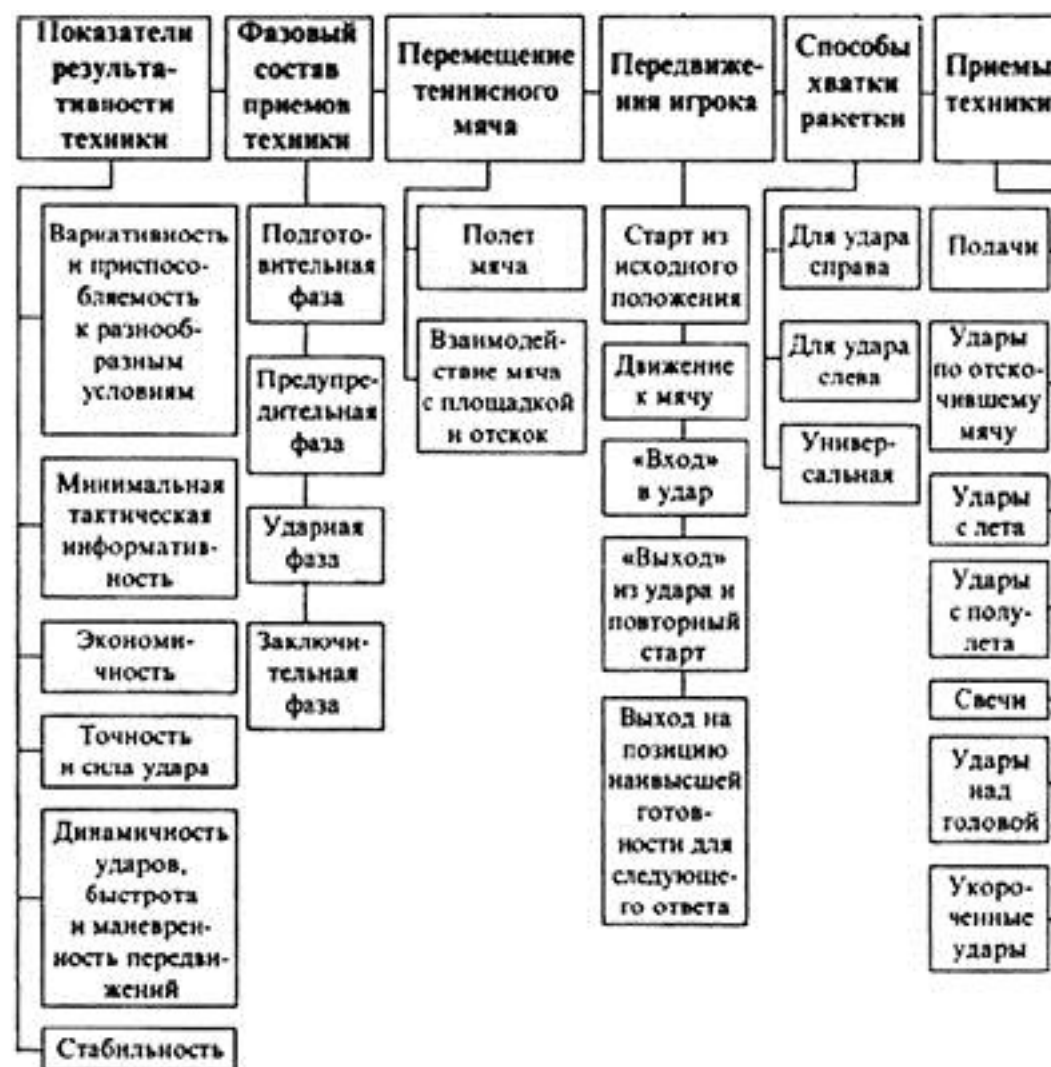 Показатели
результа-
тивности
техники
Фазовый
состав
приемов
техники
Перемещение
теннисного
мяча
Передвиже-
ния игрока
Способы
хватки
ракетки
Приемы
техники
Вариативность
и приспосо-
бляемость
к разнооб-
разным
условиям
Минимальная
тактическая
информатив-
ность
Экономи-
чность
Точность
и сила удара
Динамичность
ударов,
быстрота
и маневрен-
ность передви-
жений
Стабильность
Подгото-
вительная
фаза
Предупре-
дительная
фаза
Ударная
фаза
Заключи-
тельная
фаза
Полет
мяча
Взаимодей-
ствие мяча
с площадкой
и отскок
Старт из
исходного
положения
Движение
к мячу
«Вход»
в удар
«Выход»
из удара и
повторный
старт
Выход на
позицию
наивысшей
готов-
ности для
следующе-
го ответа
Для удара
справа
Для удара
слева
Универ-
сальная
Подачи
Удары
по отско-
чившему
мячу
Удары
с лета
Удары
с полу-
лета
Свечи
Удары
над
головой
Укоро-
ченные
удары